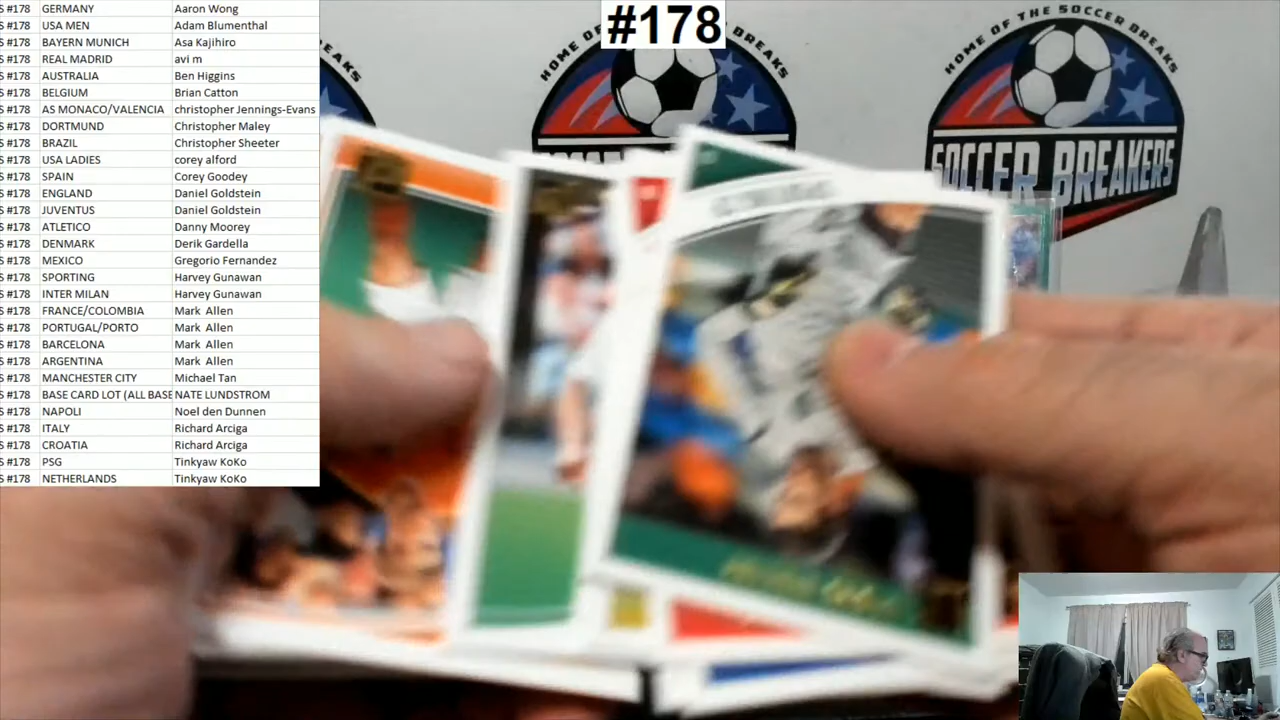 #178
S #178 GERMANY Aaron Wong
S #178 USA MEN Adam Blumenthal
S #178 BAYERN MUNICH Asa Kajihiro
S #178 REAL MADRID avi m
S #178 AUSTRALIA Ben Higgins
S #178 BELGIUM Brian Catton
S #178 AS MONACO/VALENCIA christopher Jennings-Evans
S #178 DORTMUND Christopher Maley
S #178 BRAZIL Christopher Sheeter
S #178 USA LADIES corey alford
S #178 SPAIN Corey Goodey
S #178 ENGLAND Daniel Goldstein
S #178 JUVENTUS Daniel Goldstein
S #178 ATLETICO Danny Moorey
S #178 DENMARK Derik Gardella
S #178 MEXICO Gregorio Fernandez
S #178 SPORTING Harvey Gunawan
S #178 INTER MILAN Harvey Gunawan
S #178 FRANCE/COLOMBIA Mark Allen
S #178 PORTUGAL/PORTO Mark Allen
S #178 BARCELONA Mark Allen
S #178 ARGENTINA Mark Allen
S #178 MANCHESTER CITY Michael Tan
S #178 BASE CARD LOT (ALL BASE NATE LUNDSTROM
S #178 NAPOLI Noel den Dunnen
S #178 ITALY Richard Arciga
S #178 CROATIA Richard Arciga
S #178 PSG Tinkyaw KoKo
S #178 NETHERLANDS Tinkyaw KoKo
HOME OF THE SOCCER BREAKS
HOME OF THE SOCCER BREAKS
SOCCER BREAKERS